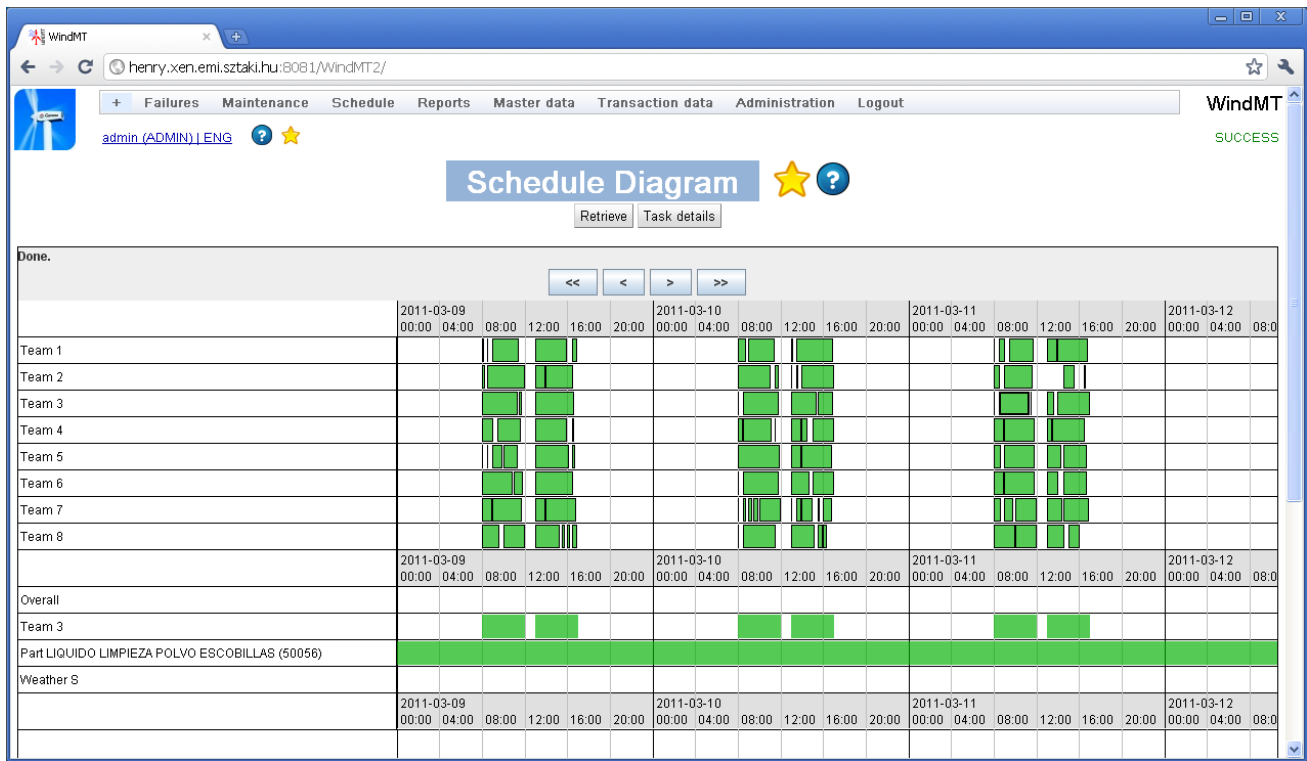 WindMT
henry.xen.emi.sztaki.hu:8081/WindMT2/
+ Failures Maintenance Schedule Reports Master data Transaction data Administration Logout
WindMT
admin (ADMIN) | ENG ?
SUCCESS
Schedule Diagram ?
Retrieve Task details
Done.
<< < > >>
2011-03-09 2011-03-10 2011-03-11 2011-03-12
00:00 04:00 08:00 12:00 16:00 20:00 00:00 04:00 08:00 12:00 16:00 20:00 00:00 04:00 08:00 12:00 16:00 20:00 00:00 04:00 08:0
Team 1
Team 2
Team 3
Team 4
Team 5
Team 6
Team 7
Team 8
2011-03-09 2011-03-10 2011-03-11 2011-03-12
00:00 04:00 08:00 12:00 16:00 20:00 00:00 04:00 08:00 12:00 16:00 20:00 00:00 04:00 08:00 12:00 16:00 20:00 00:00 04:00 08:0
Overall
Team 3
Part LIQUIDO LIMPIEZA POLVO ESCOBILLAS (50056)
Weather S
2011-03-09 2011-03-10 2011-03-11 2011-03-12
00:00 04:00 08:00 12:00 16:00 20:00 00:00 04:00 08:00 12:00 16:00 20:00 00:00 04:00 08:00 12:00 16:00 20:00 00:00 04:00 08:0